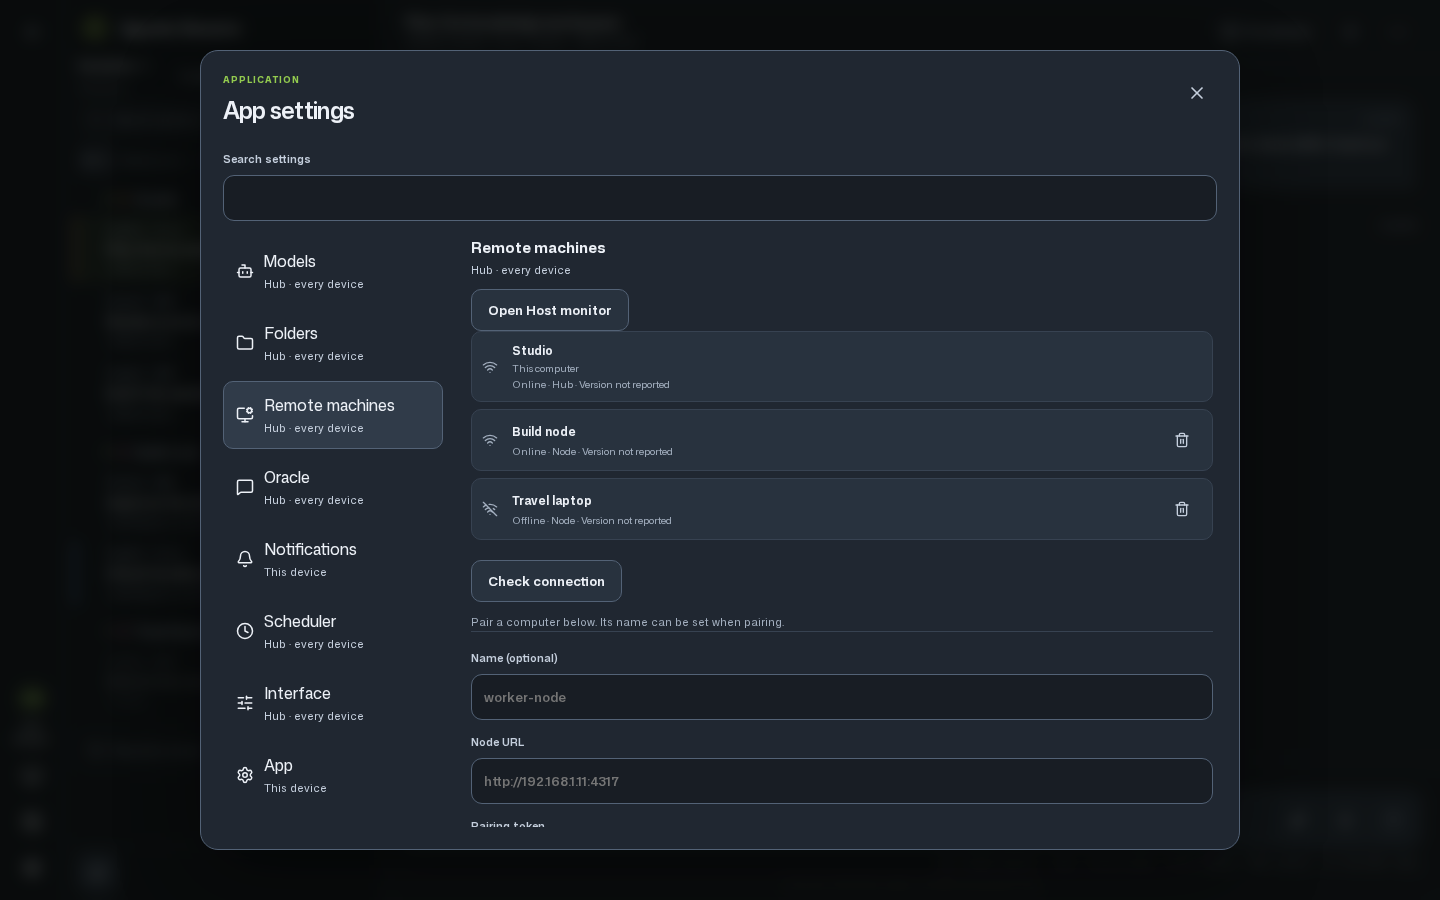 APPLICATION
App settings
Search settings
Models
Hub · every device
Folders
Hub · every device
Remote machines
Hub · every device
Oracle
Hub · every device
Notifications
This device
Scheduler
Hub · every device
Interface
Hub · every device
App
This device
Remote machines
Hub · every device
Open Host monitor
Studio
This computer
Online · Hub · Version not reported
Build node
Online · Node · Version not reported
Travel laptop
Offline · Node · Version not reported
Check connection
Pair a computer below. Its name can be set when pairing.
Name (optional)
worker-node
Node URL
http://192.168.1.11:4317
Pairing token